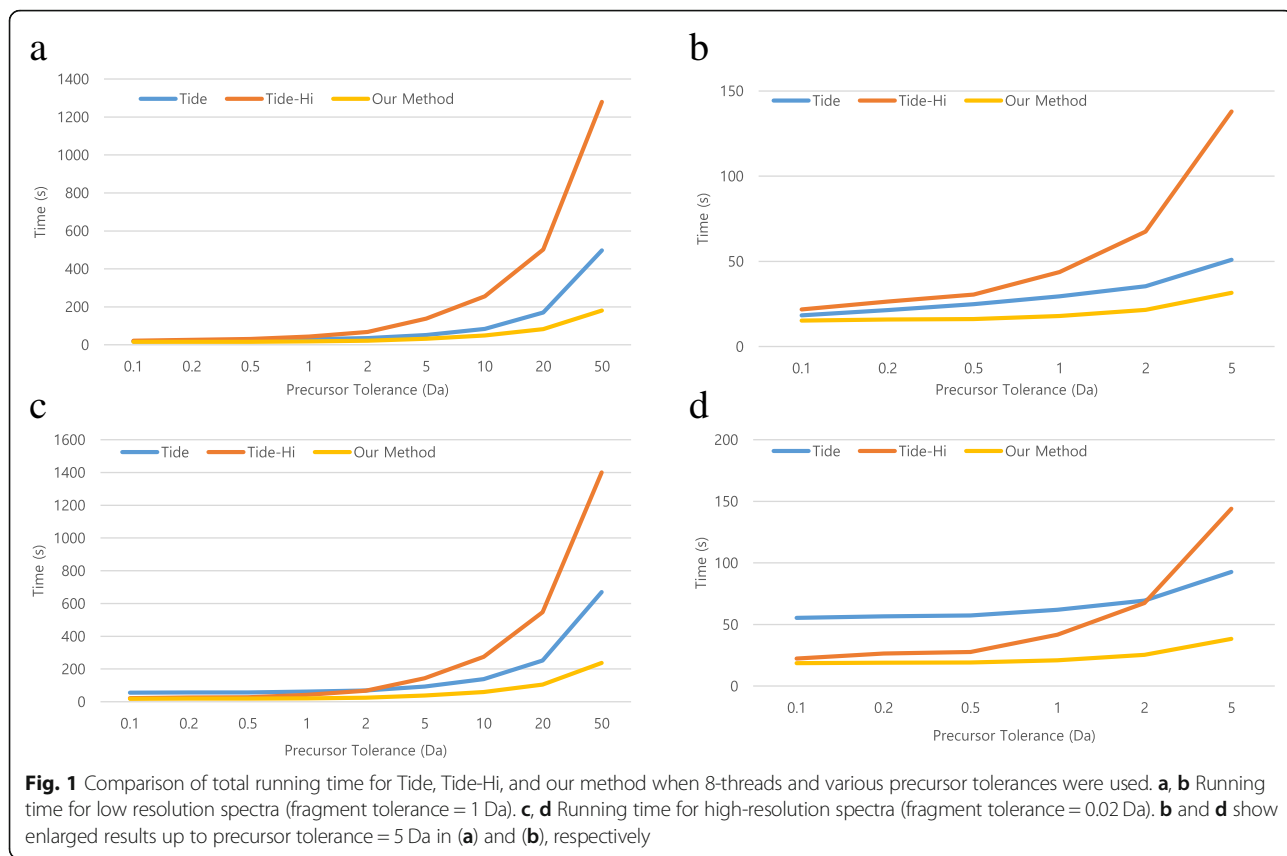 a
1400
1200
1000
800
600
400
200
0
Time (s)
Tide Tide-Hi Our Method
0.1 0.2 0.5 1 2 5 10 20 50
Precursor Tolerance (Da)
b
150
100
50
0
Time (s)
Tide Tide-Hi Our Method
0.1 0.2 0.5 1 2 5
Precursor Tolerance (Da)
c
1600
1400
1200
1000
800
600
400
200
0
Time (s)
Tide Tide-Hi Our Method
0.1 0.2 0.5 1 2 5 10 20 50
Precursor Tolerance (Da)
d
200
150
100
50
0
Time (s)
Tide Tide-Hi Our Method
0.1 0.2 0.5 1 2 5
Precursor Tolerance (Da)
Fig. 1 Comparison of total running time for Tide, Tide-Hi, and our method when 8-threads and various precursor tolerances were used. a, b Running
time for low resolution spectra (fragment tolerance = 1 Da). c, d Running time for high-resolution spectra (fragment tolerance = 0.02 Da). b and d show
enlarged results up to precursor tolerance = 5 Da in (a) and (b), respectively